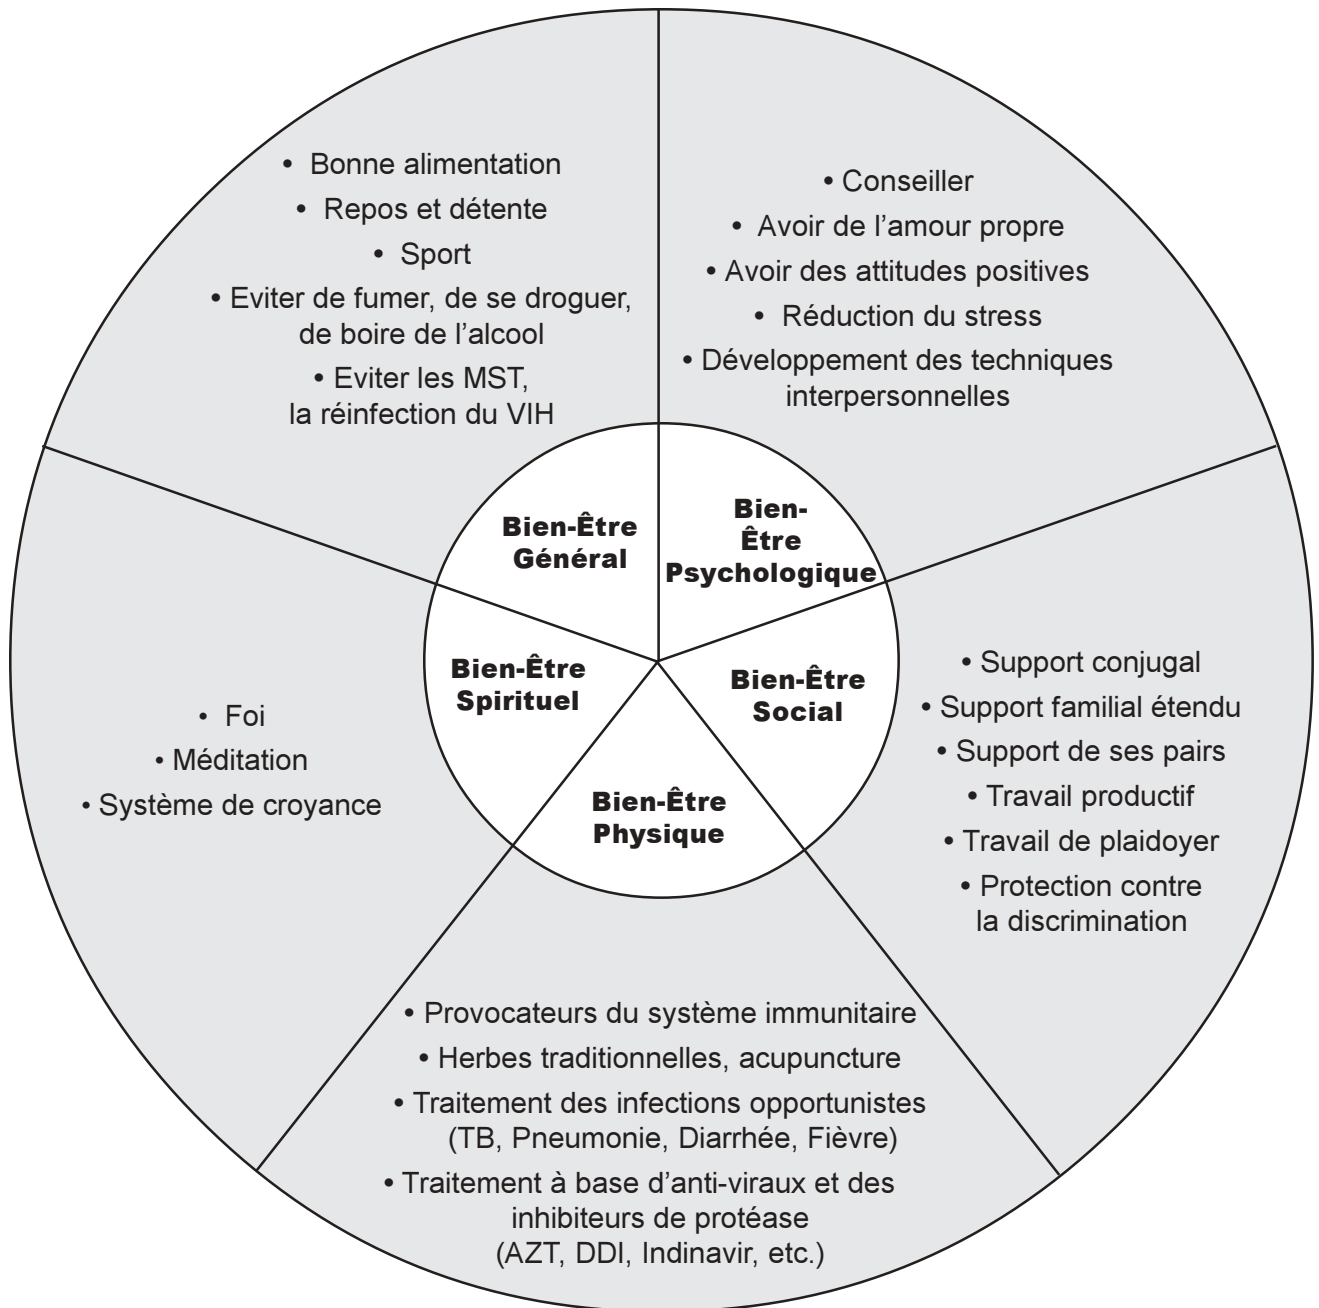 • Bonne alimentation
• Repos et détente
• Sport
• Eviter de fumer, de se droguer,
de boire de l'alcool
• Eviter les MST,
la réinfection du VIH
• Conseiller
• Avoir de l'amour propre
• Avoir des attitudes positives
• Réduction du stress
• Développement des techniques
interpersonnelles
Bien-Être
Général
Bien-
Être
Psychologique
Bien-Être
Spirituel
Bien-Être
Social
Bien-Être
Physique
• Foi
• Méditation
• Système de croyance
• Support conjugal
• Support familial étendu
• Support de ses pairs
• Travail productif
• Travail de plaidoyer
• Protection contre
la discrimination
• Provocateurs du système immunitaire
• Herbes traditionnelles, acupuncture
• Traitement des infections opportunistes
(TB, Pneumonie, Diarrhée, Fièvre)
• Traitement à base d'anti-viraux et des
inhibiteurs de protéase
(AZT, DDI, Indinavir, etc.)